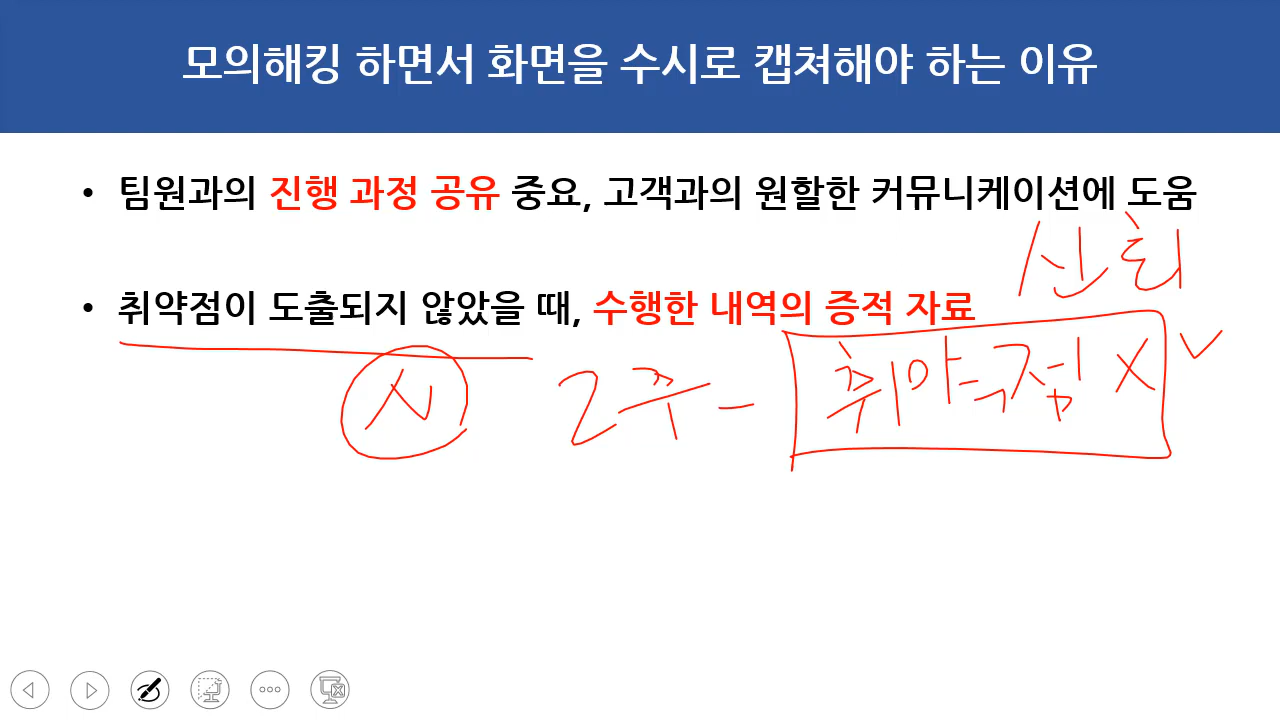 모의해킹 하면서 화면을 수시로 캡쳐해야 하는 이유
• 팀원과의 진행 과정 공유 중요, 고객과의 원할한 커뮤니케이션에 도움
• 취약점이 도출되지 않았을 때, 수행한 내역의 증적 자료
2주 - 취약점 X